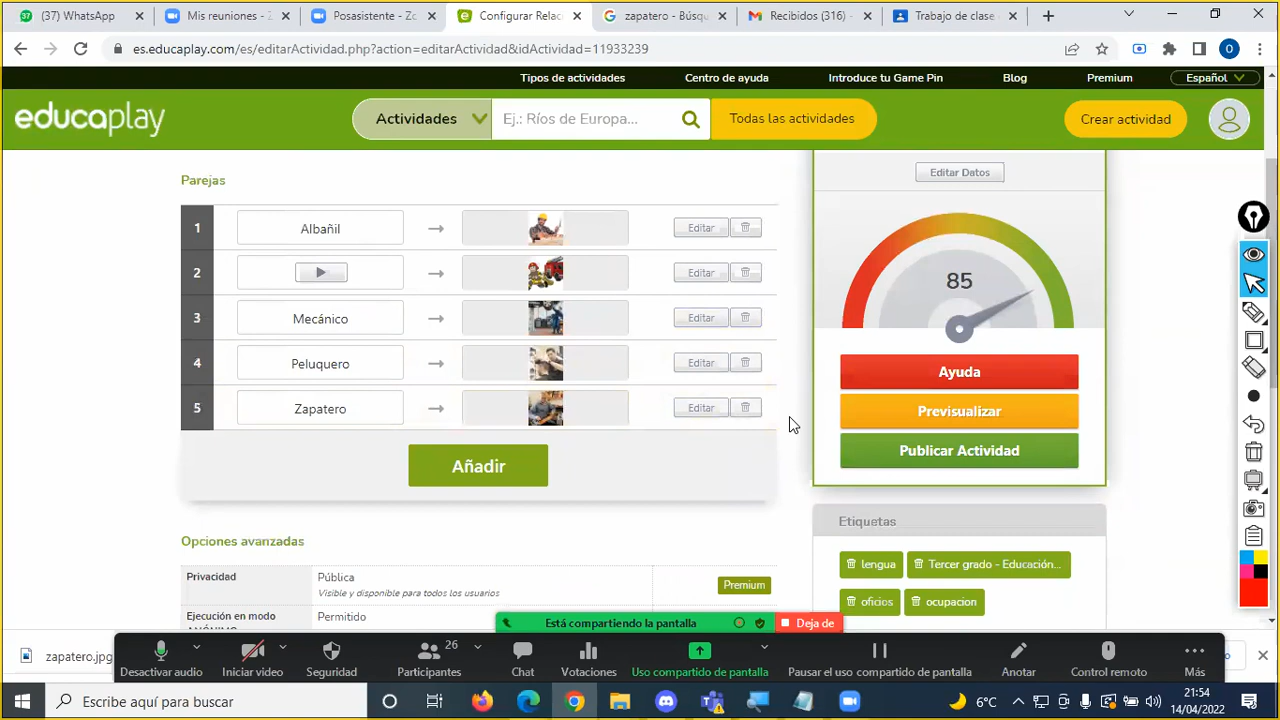 (37) WhatsApp
Mis reuniones - Z
Posasistente - Zo
Configurar Relac
zapatero - Búsqu
Recibidos (316) -
Trabajo de clase
es.educaplay.com/es/editarActividad.php?action=editarActividad&idActividad=11933239
O
Tipos de actividades
Centro de ayuda
Introduce tu Game Pin
Blog
Premium
Español
educaplay
Actividades
Ej.: Ríos de Europa...
Todas las actividades
Crear actividad
Parejas
Editar Datos
1 Albañil → Editar
2 → Editar
3 Mecánico → Editar
4 Peluquero → Editar
5 Zapatero → Editar
85
Ayuda
Previsualizar
Publicar Actividad
Añadir
Etiquetas
Opciones avanzadas
lengua
Tercer grado - Educación...
Privacidad
Pública
Visible y disponible para todos los usuarios
Premium
oficios
ocupacion
Ejecución en modo
Permitido
Está compartiendo la pantalla
Deja de
zapatero.jpg
26
Desactivar audio
Iniciar video
Seguridad
Participantes
Chat
Votaciones
Uso compartido de pantalla
Pausar el uso compartido de pantalla
Anotar
Control remoto
Más
Escribe aquí para buscar
6°C
21:54
14/04/2022